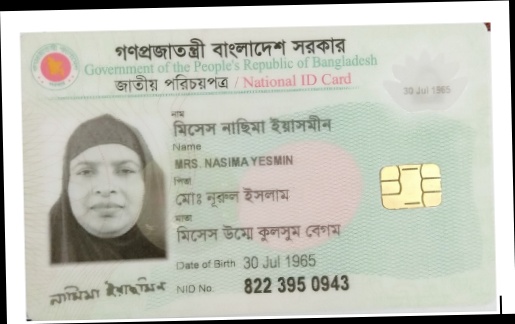 গণপ্রজাতন্ত্রী বাংলাদেশ সরকার
Government of the People's Republic of Bangladesh
জাতীয় পরিচয়পত্র / National ID Card
30 Jul 1965
নাম
মিসেস নাছিমা ইয়াসমীন
Name
MRS. NASIMA YESMIN
পিতা
মোঃ নূরুল ইসলাম
মাতা
মিসেস উম্মে কুলসুম বেগম
Date of Birth 30 Jul 1965
নাসিমা ইয়াছমিন
NID No. 822 395 0943